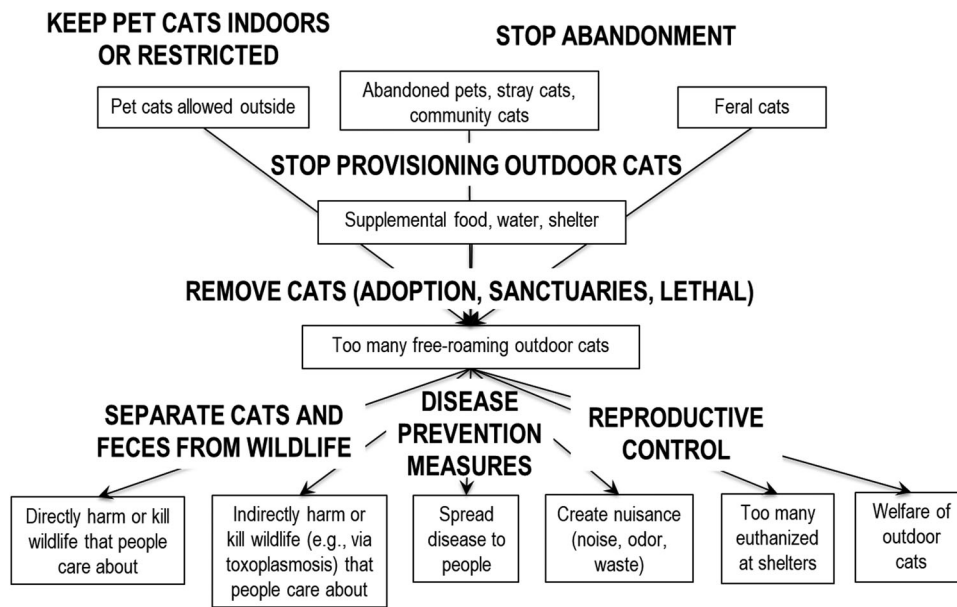 KEEP PET CATS INDOORS
OR RESTRICTED
STOP ABANDONMENT
Pet cats allowed outside
Abandoned pets, stray cats,
community cats
Feral cats
STOP PROVISIONING OUTDOOR CATS
Supplemental food, water, shelter
REMOVE CATS (ADOPTION, SANCTUARIES, LETHAL)
Too many free-roaming outdoor cats
SEPARATE CATS AND
FECES FROM WILDLIFE
DISEASE
PREVENTION
MEASURES
REPRODUCTIVE
CONTROL
Directly harm or kill
wildlife that people
care about
Indirectly harm or
kill wildlife (e.g., via
toxoplasmosis) that
people care about
Spread
disease to
people
Create nuisance
(noise, odor,
waste)
Too many
euthanized
at shelters
Welfare of
outdoor
cats